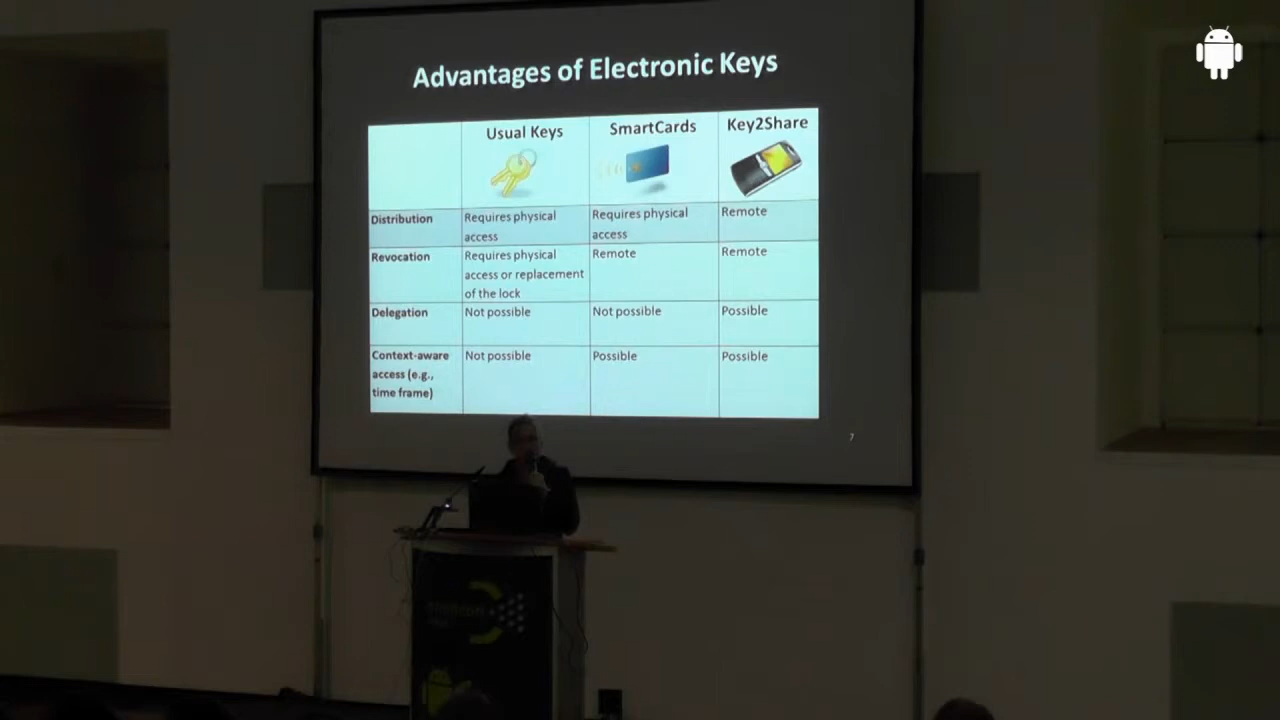 Advantages of Electronic Keys
Usual Keys SmartCards Key2Share
Distribution Requires physical access Requires physical access Remote
Revocation Requires physical access or replacement of the lock Remote Remote
Delegation Not possible Not possible Possible
Context-aware access (e.g., time frame) Not possible Possible Possible
7